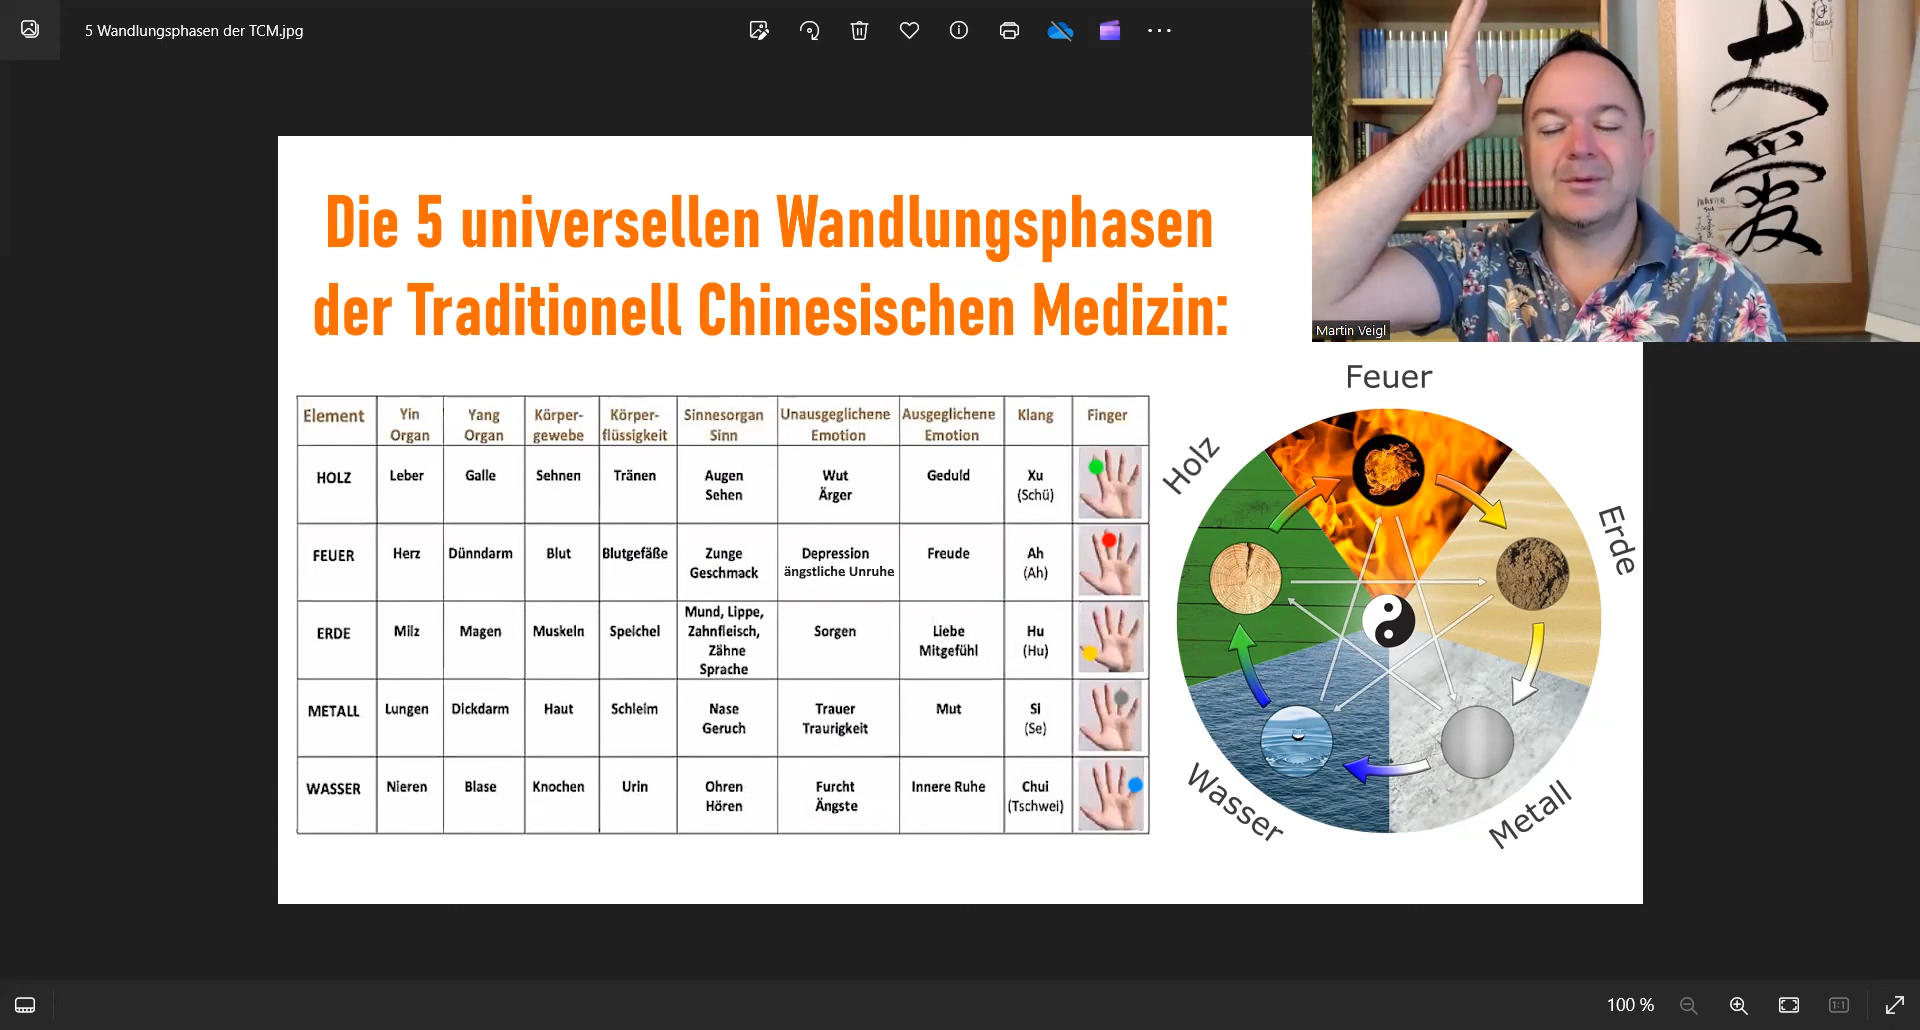 5 Wandlungsphasen der TCM.jpg
大
愛
Martin Veigl
Die 5 universellen Wandlungsphasen
der Traditionell Chinesischen Medizin:
Element
Yin
Organ
Yang
Organ
Körper-
gewebe
Körper-
flüssigkeit
Sinnesorgan
Sinn
Unausgeglichene
Emotion
Ausgeglichene
Emotion
Klang
Finger
HOLZ
Leber
Galle
Sehnen
Tränen
Augen
Sehen
Wut
Ärger
Geduld
Xu
(Schü)
FEUER
Herz
Dünndarm
Blut
Blutgefäße
Zunge
Geschmack
Depression
ängstliche Unruhe
Freude
Ah
(Ah)
ERDE
Milz
Magen
Muskeln
Speichel
Mund, Lippe,
Zahnfleisch,
Zähne
Sprache
Sorgen
Liebe
Mitgefühl
Hu
(Hu)
METALL
Lungen
Dickdarm
Haut
Schleim
Nase
Geruch
Trauer
Traurigkeit
Mut
Si
(Se)
WASSER
Nieren
Blase
Knochen
Urin
Ohren
Hören
Furcht
Ängste
Innere Ruhe
Chui
(Tschwei)
Feuer
Holz
Erde
Wasser
Metall
100 %
1:1